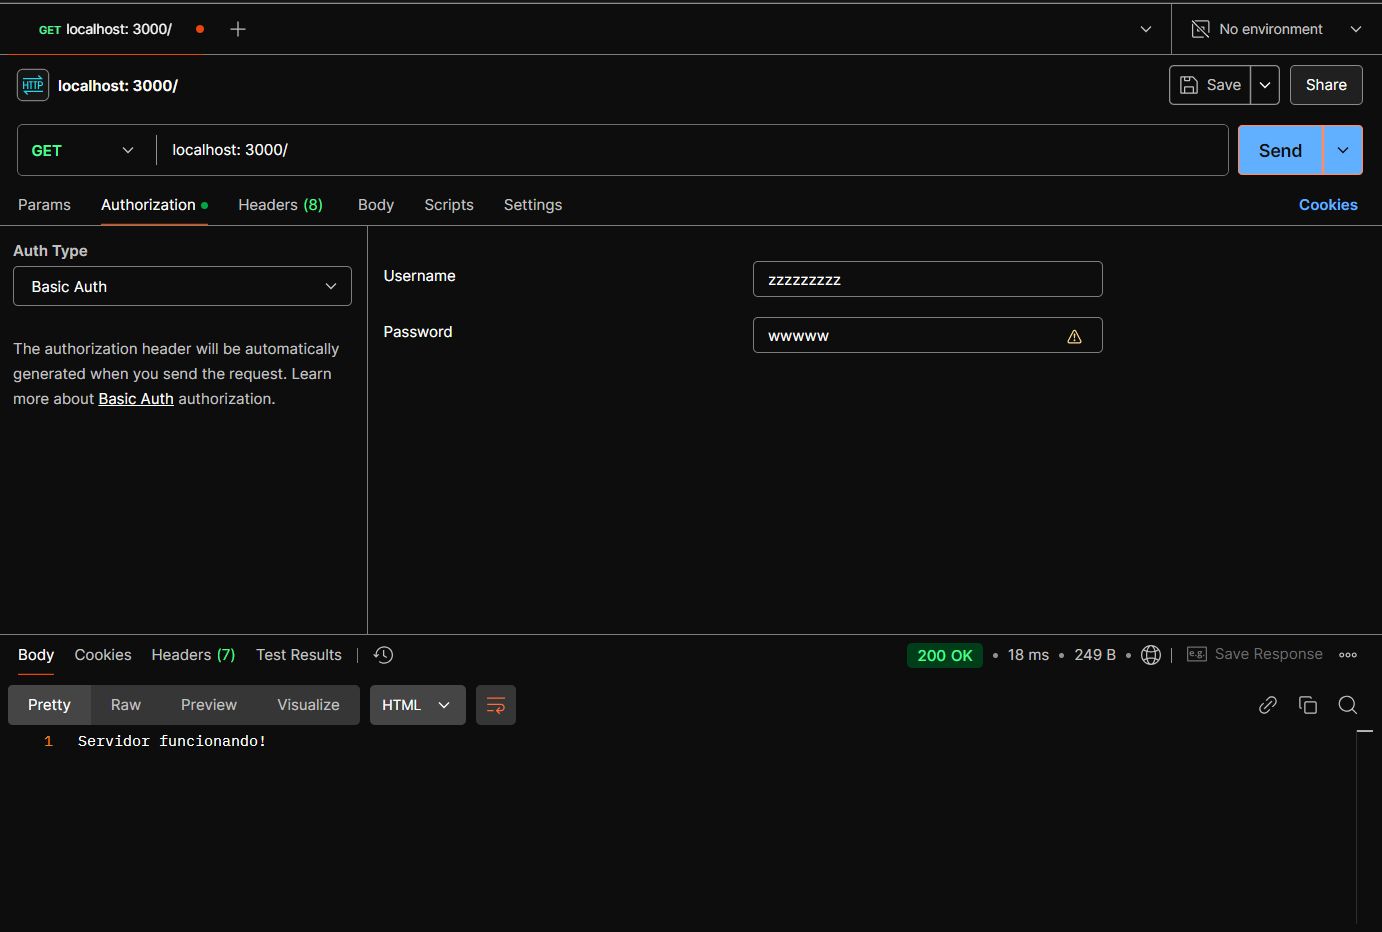 GET localhost: 3000/
No environment
HTTP localhost: 3000/
Save
Share
GET localhost: 3000/
Send
Params Authorization Headers (8) Body Scripts Settings Cookies
Auth Type
Basic Auth
The authorization header will be automatically
generated when you send the request. Learn
more about Basic Auth authorization.
Username zzzzzzzzz
Password wwwww
Body Cookies Headers (7) Test Results 200 OK • 18 ms • 249 B • e.g. Save Response
Pretty Raw Preview Visualize HTML
1 Servidor funcionando!